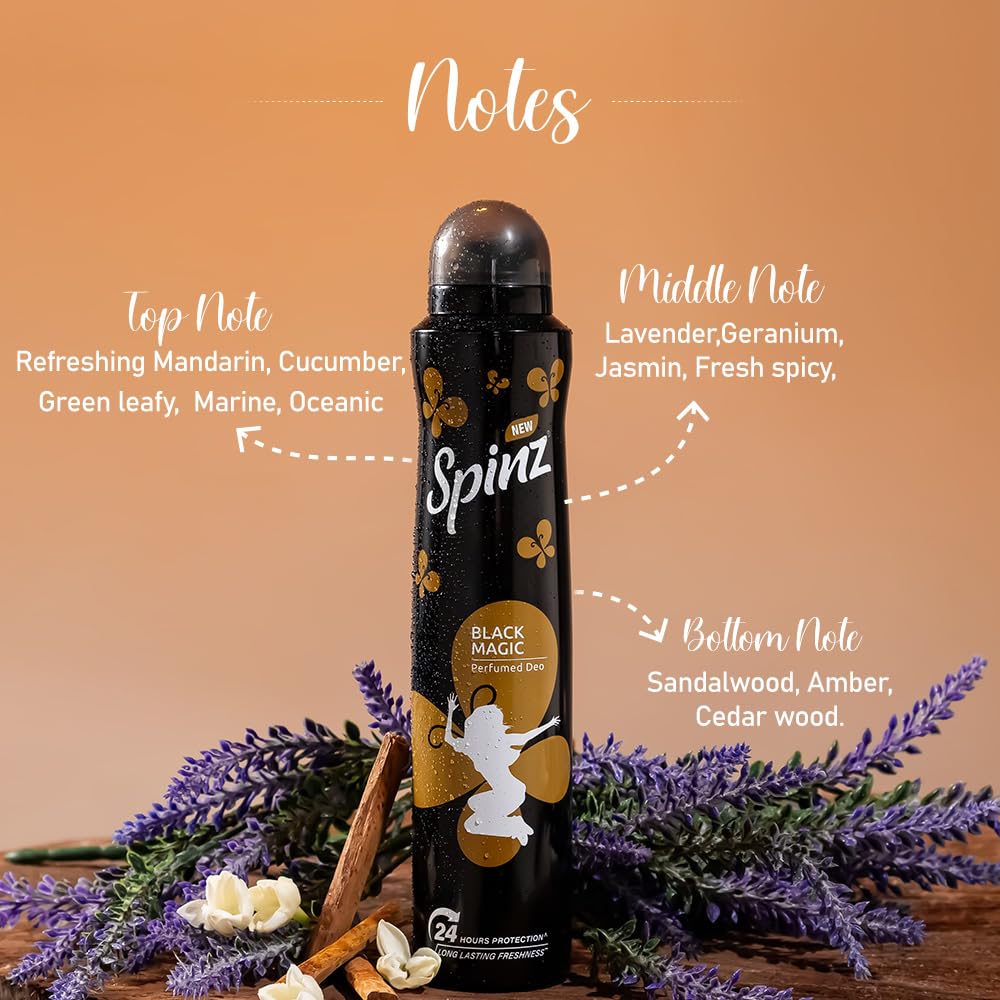 Notes
Top Note
Refreshing Mandarin, Cucumber,
Green leafy, Marine, Oceanic
Middle Note
Lavender,Geranium,
Jasmin, Fresh spicy,
NEW
Spinz
BLACK
MAGIC
Perfumed Deo
Bottom Note
Sandalwood, Amber,
Cedar wood.
24 HOURS PROTECTION^
LONG LASTING FRESHNESS~